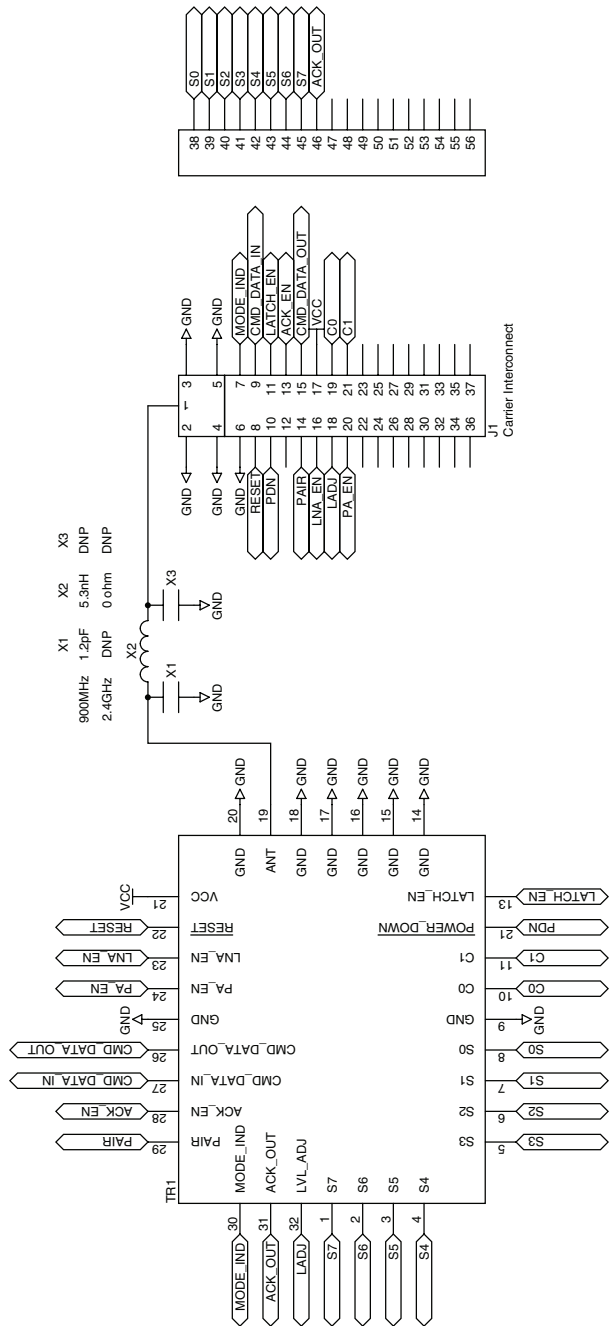 38 S0
39 S1
40 S2
41 S3
42 S4
43 S5
44 S6
45 S7
46 ACK_OUT
47
48
49
50
51
52
53
54
55
56
1
GND 2 3 GND
GND 4 5 GND
GND 6 7 MODE_IND
RESET 8 9 CMD_DATA_IN
PDN 10 11 LATCH_EN
12 13 ACK_EN
PAIR 14 15 CMD_DATA_OUT
LNA_EN 16 17 VCC
LADJ 18 19 C0
PA_EN 20 21 C1
22 23
24 25
26 27
28 29
30 31
32 33
34 35
36 37
J1
Carrier Interconnect
X1 X2 X3
900MHz 1.2pF 5.3nH DNP
2.4GHz DNP 0 ohm DNP
X2
X1
GND
X3
GND
GND 20 GND
ANT 19
GND 18 GND
GND 17 GND
GND 16 GND
GND 15 GND
GND 14 GND
VCC 21 VCC
RESET 22 RESET
LNA_EN 23 LNA_EN
PA_EN 24 PA_EN
GND 25 GND
CMD_DATA_OUT 26 CMD_DATA_OUT
CMD_DATA_IN 27 CMD_DATA_IN
ACK_EN 28 ACK_EN
PAIR 29 PAIR
TR1
LATCH_EN 13 LATCH_EN
POWER_DOWN 21 PDN
C1 11 C1
C0 10 C0
GND 9 GND
S0 8 S0
S1 7 S1
S2 6 S2
S3 5 S3
MODE_IND 30 MODE_IND
ACK_OUT 31 ACK_OUT
LADJ 32 LVL_ADJ
S7 1 S7
S6 2 S6
S5 3 S5
S4 4 S4